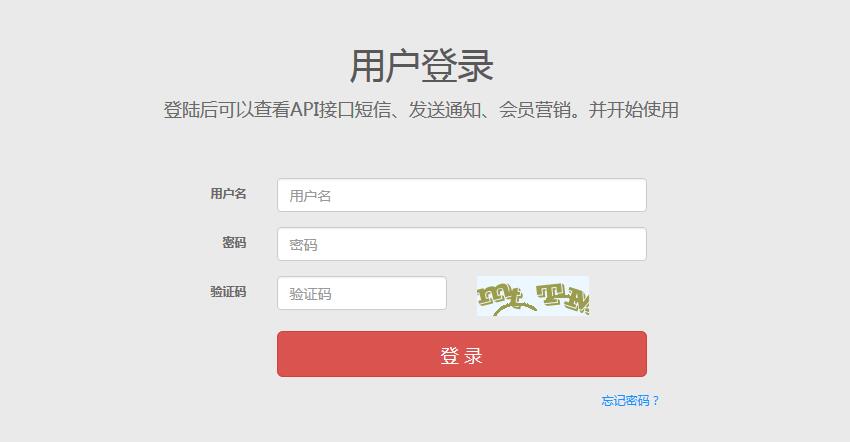 用户登录
登陆后可以查看API接口短信、发送通知、会员营销。并开始使用
用户名 用户名
密码 密码
验证码 验证码
登 录
忘记密码？